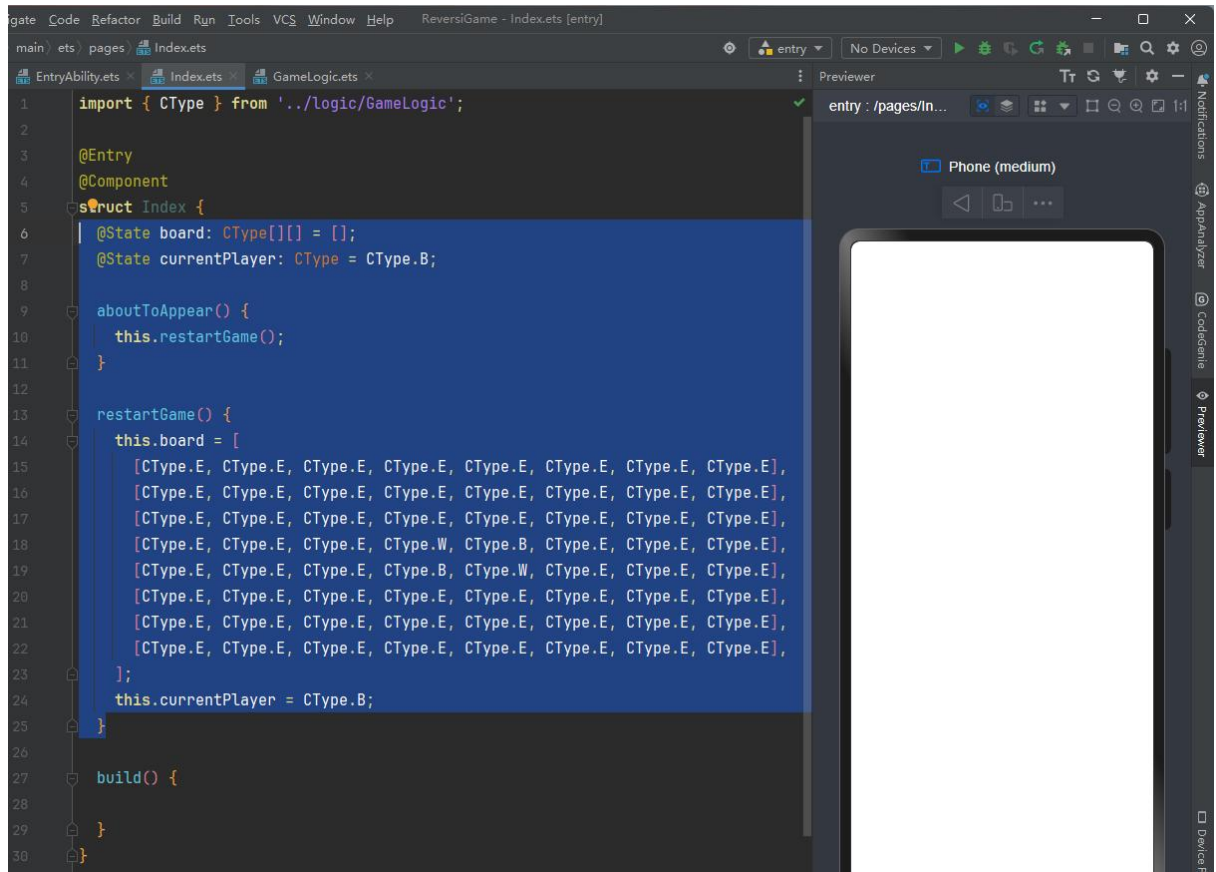 igate Code Refactor Build Run Tools VCS Window Help ReversiGame - Index.ets [entry]
main ets pages Index.ets entry No Devices
EntryAbility.ets Index.ets GameLogic.ets Previewer
entry : /pages/In... 1:1
Phone (medium)
1 import { CType } from '../logic/GameLogic';
2
3 @Entry
4 @Component
5 struct Index {
6 @State board: CType[][] = [];
7 @State currentPlayer: CType = CType.B;
8
9 aboutToAppear() {
10 this.restartGame();
11 }
12
13 restartGame() {
14 this.board = [
15 [CType.E, CType.E, CType.E, CType.E, CType.E, CType.E, CType.E, CType.E],
16 [CType.E, CType.E, CType.E, CType.E, CType.E, CType.E, CType.E, CType.E],
17 [CType.E, CType.E, CType.E, CType.E, CType.E, CType.E, CType.E, CType.E],
18 [CType.E, CType.E, CType.E, CType.W, CType.B, CType.E, CType.E, CType.E],
19 [CType.E, CType.E, CType.E, CType.B, CType.W, CType.E, CType.E, CType.E],
20 [CType.E, CType.E, CType.E, CType.E, CType.E, CType.E, CType.E, CType.E],
21 [CType.E, CType.E, CType.E, CType.E, CType.E, CType.E, CType.E, CType.E],
22 [CType.E, CType.E, CType.E, CType.E, CType.E, CType.E, CType.E, CType.E],
23 ];
24 this.currentPlayer = CType.B;
25 }
26
27 build() {
28
29 }
30 }
Notifications
AppAnalyzer
CodeGenie
Previewer
Device F